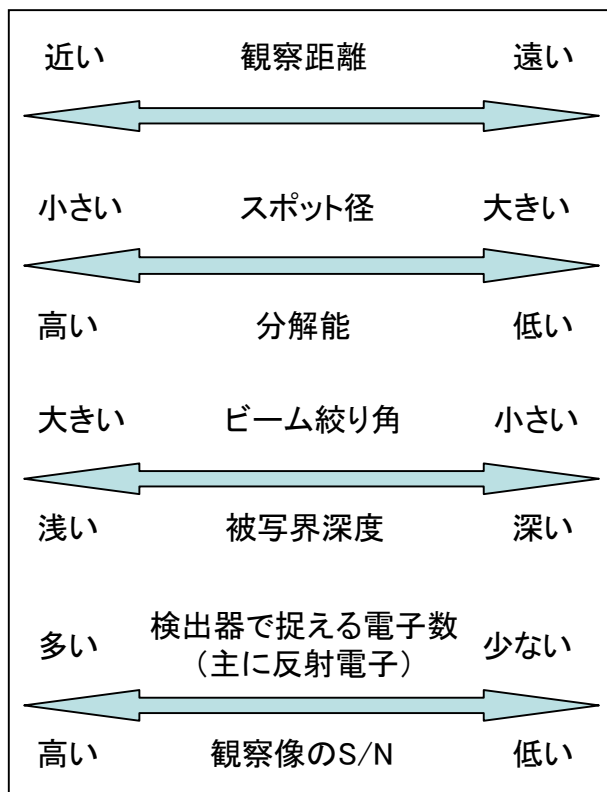 近い 観察距離 遠い
小さい スポット径 大きい
高い 分解能 低い
大きい ビーム絞り角 小さい
浅い 被写界深度 深い
多い 検出器で捉える電子数 少ない
（主に反射電子）
高い 観察像のS/N 低い